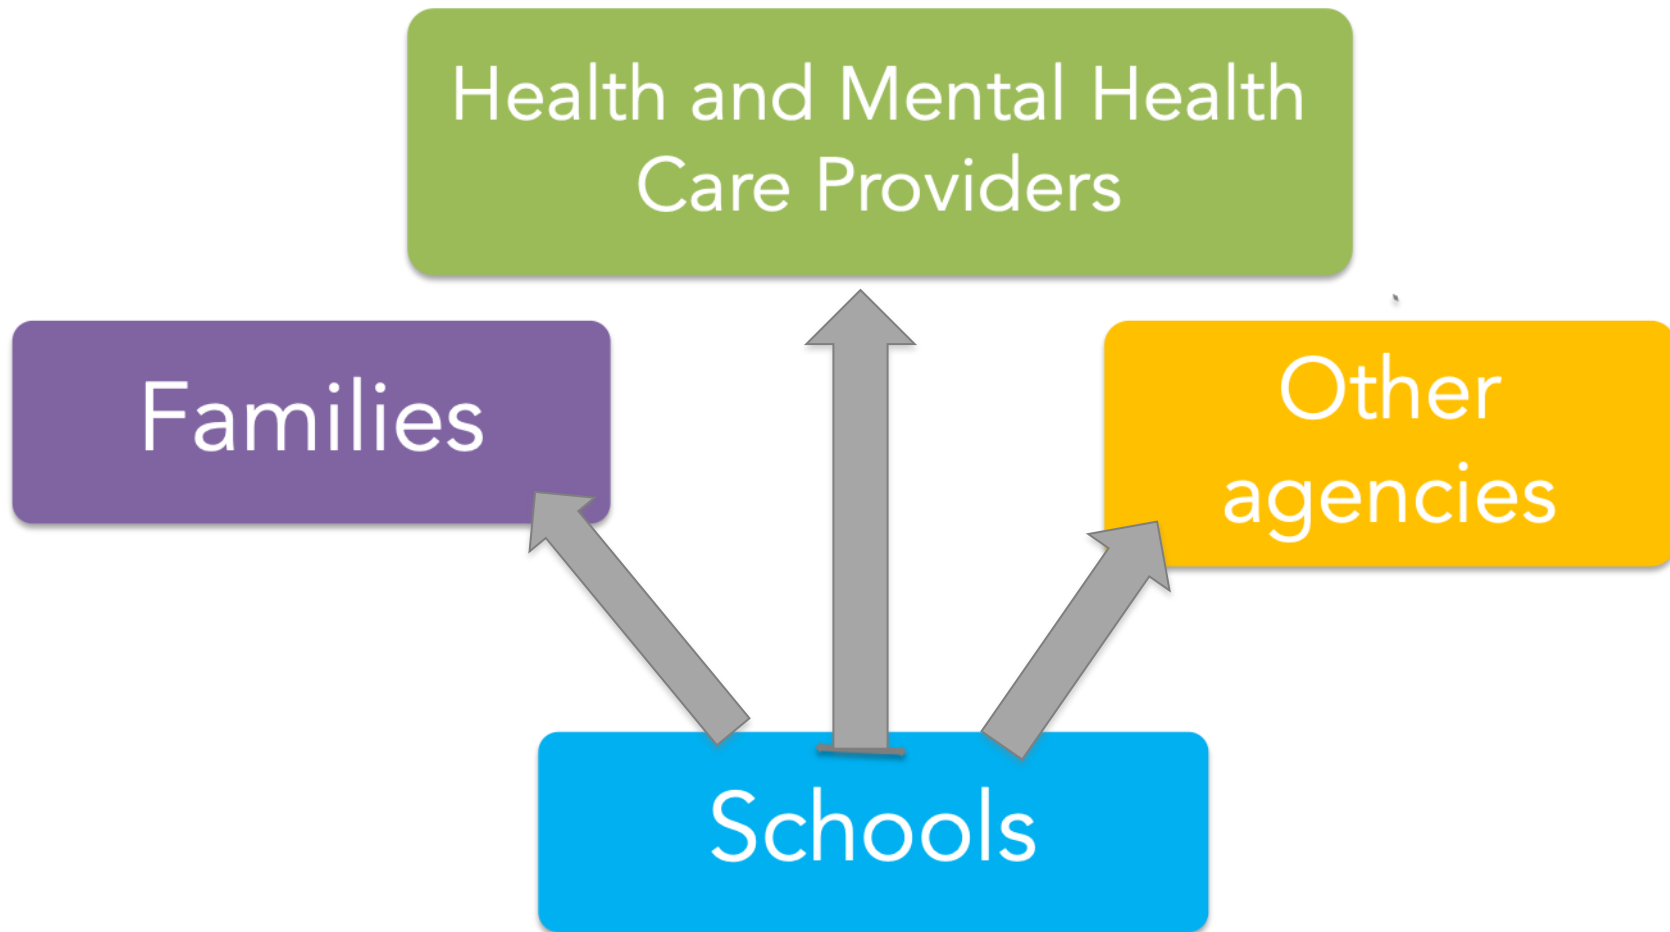 Health and Mental Health
Care Providers
Families
Other
agencies
Schools